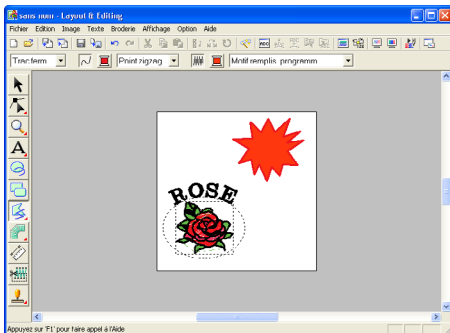 sans nom - Layout & Editing
Fichier Edition Image Texte Broderie Affichage Option Aide
Trac ferm Point zigzag Motif remplis. programm
ROSE
Appuyez sur 'F1' pour faire appel à l'Aide